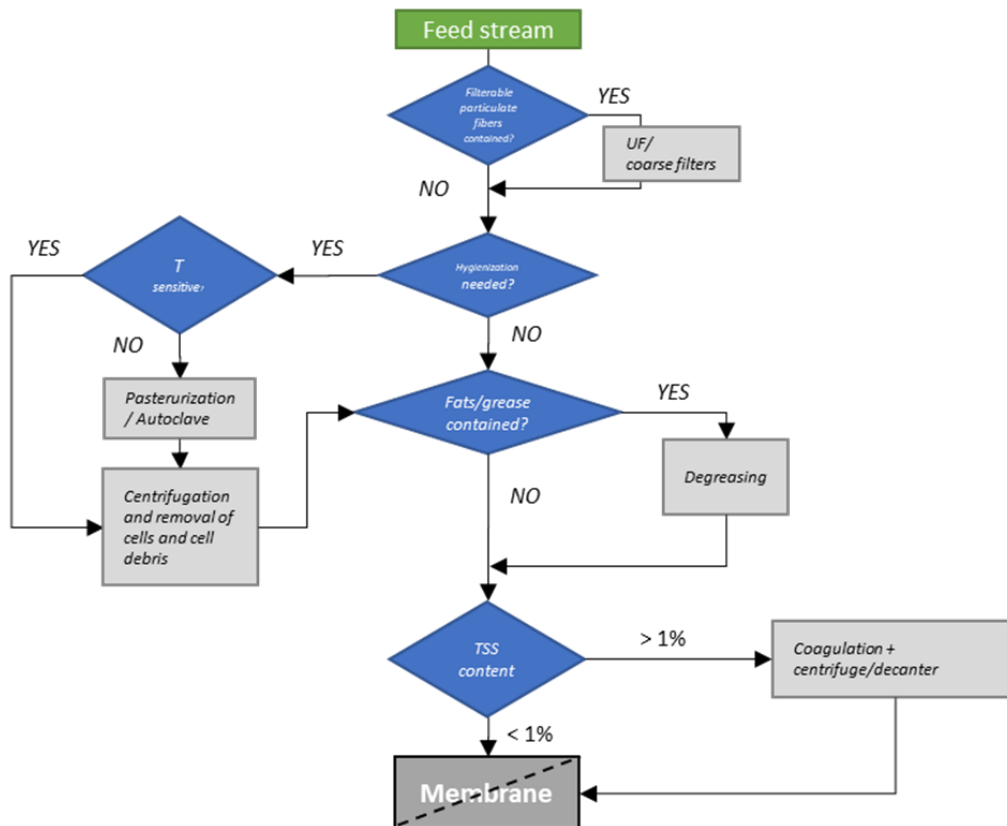 Feed stream
Filterable
particulate
fibers
contained?
YES
UF/
coarse filters
NO
YES
T
sensitive?
YES
Hygienization
needed?
NO
NO
Pasterurization
/ Autoclave
Fats/grease
contained?
YES
Degreasing
Centrifugation
and removal of
cells and cell
debris
NO
TSS
content
> 1%
Coagulation +
centrifuge/decanter
< 1%
Membrane